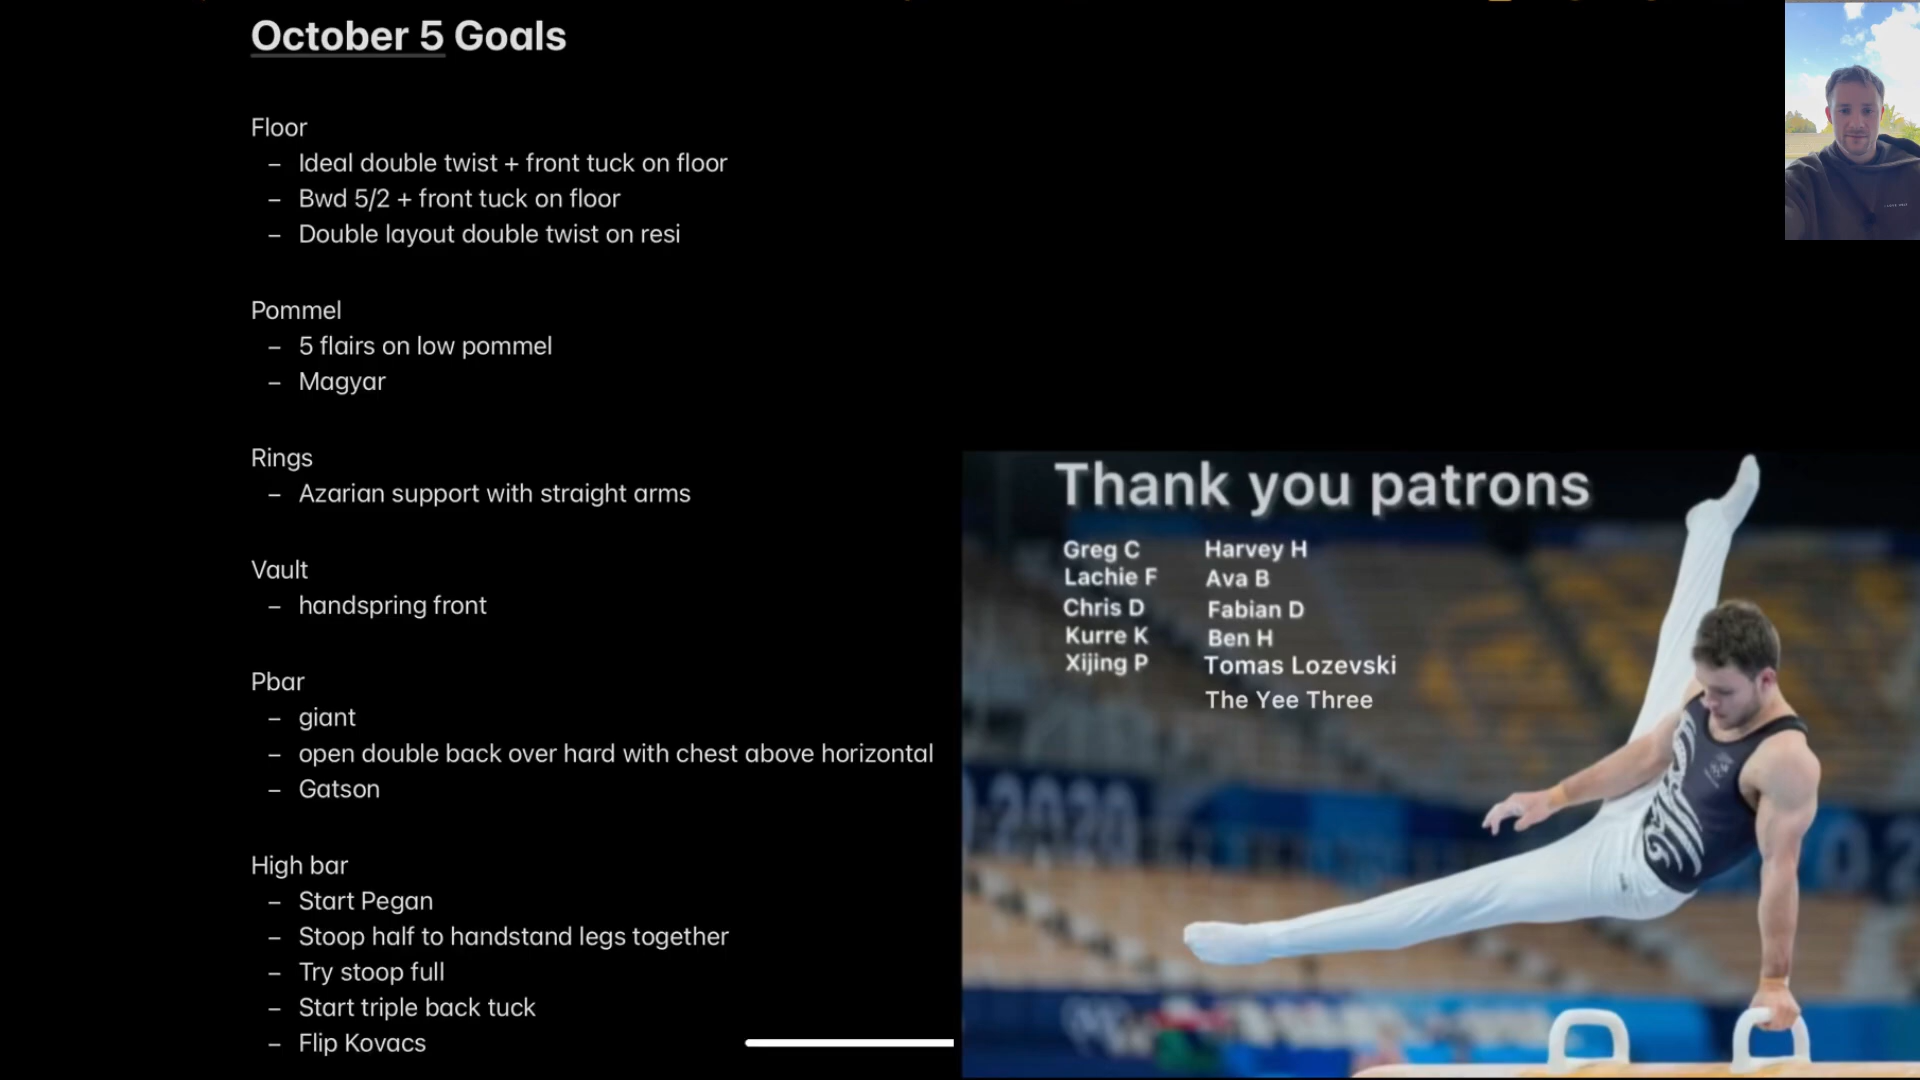 October 5 Goals
Floor
– Ideal double twist + front tuck on floor
– Bwd 5/2 + front tuck on floor
– Double layout double twist on resi
Pommel
– 5 flairs on low pommel
– Magyar
Rings
– Azarian support with straight arms
Vault
– handspring front
Pbar
– giant
– open double back over hard with chest above horizontal
– Gatson
High bar
– Start Pegan
– Stoop half to handstand legs together
– Try stoop full
– Start triple back tuck
– Flip Kovacs
Thank you patrons
Greg C
Lachie F
Chris D
Kurre K
Xijing P
Harvey H
Ava B
Fabian D
Ben H
Tomas Lozevski
The Yee Three
2020